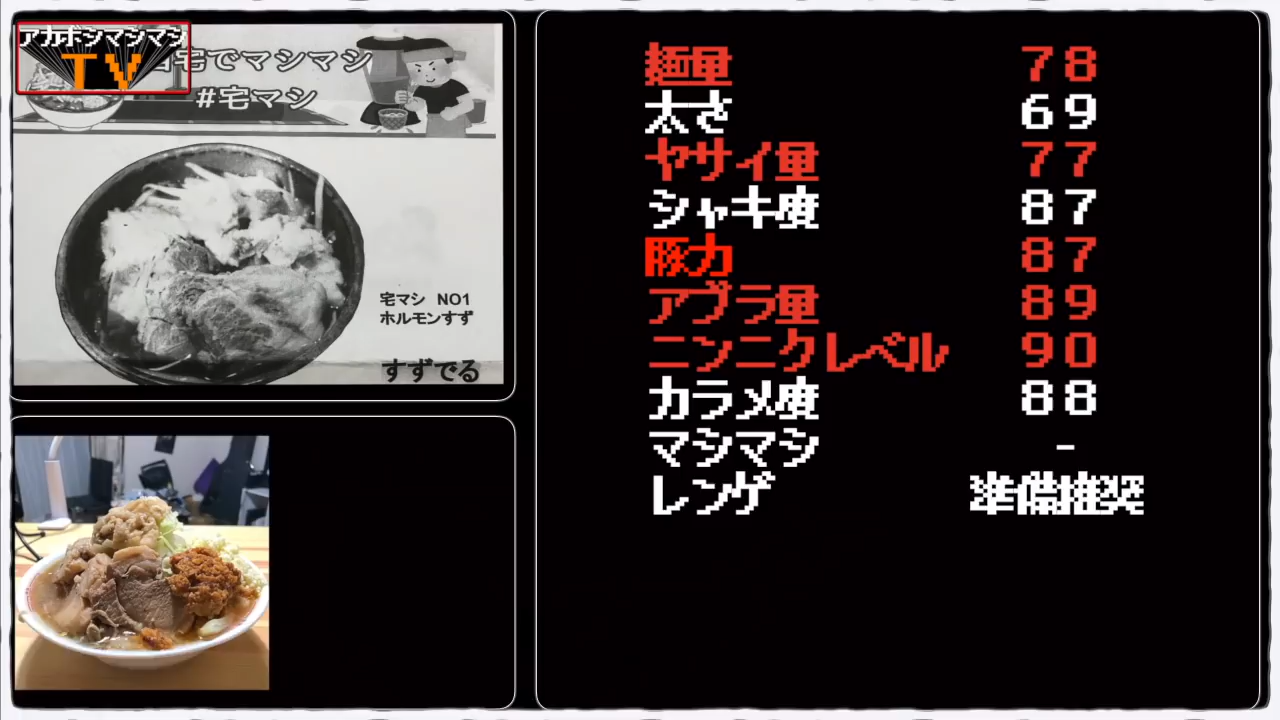 アカボシマシマシ
TV
自宅でマシマシ
#宅マシ
宅マシ NO1
ホルモンすず
すずでる
麺量 78
太さ 69
ヤサイ量 77
シャキ度 87
豚力 87
アブラ量 89
ニンニクレベル 90
カラメ度 88
マシマシ -
レンゲ 準備推奨